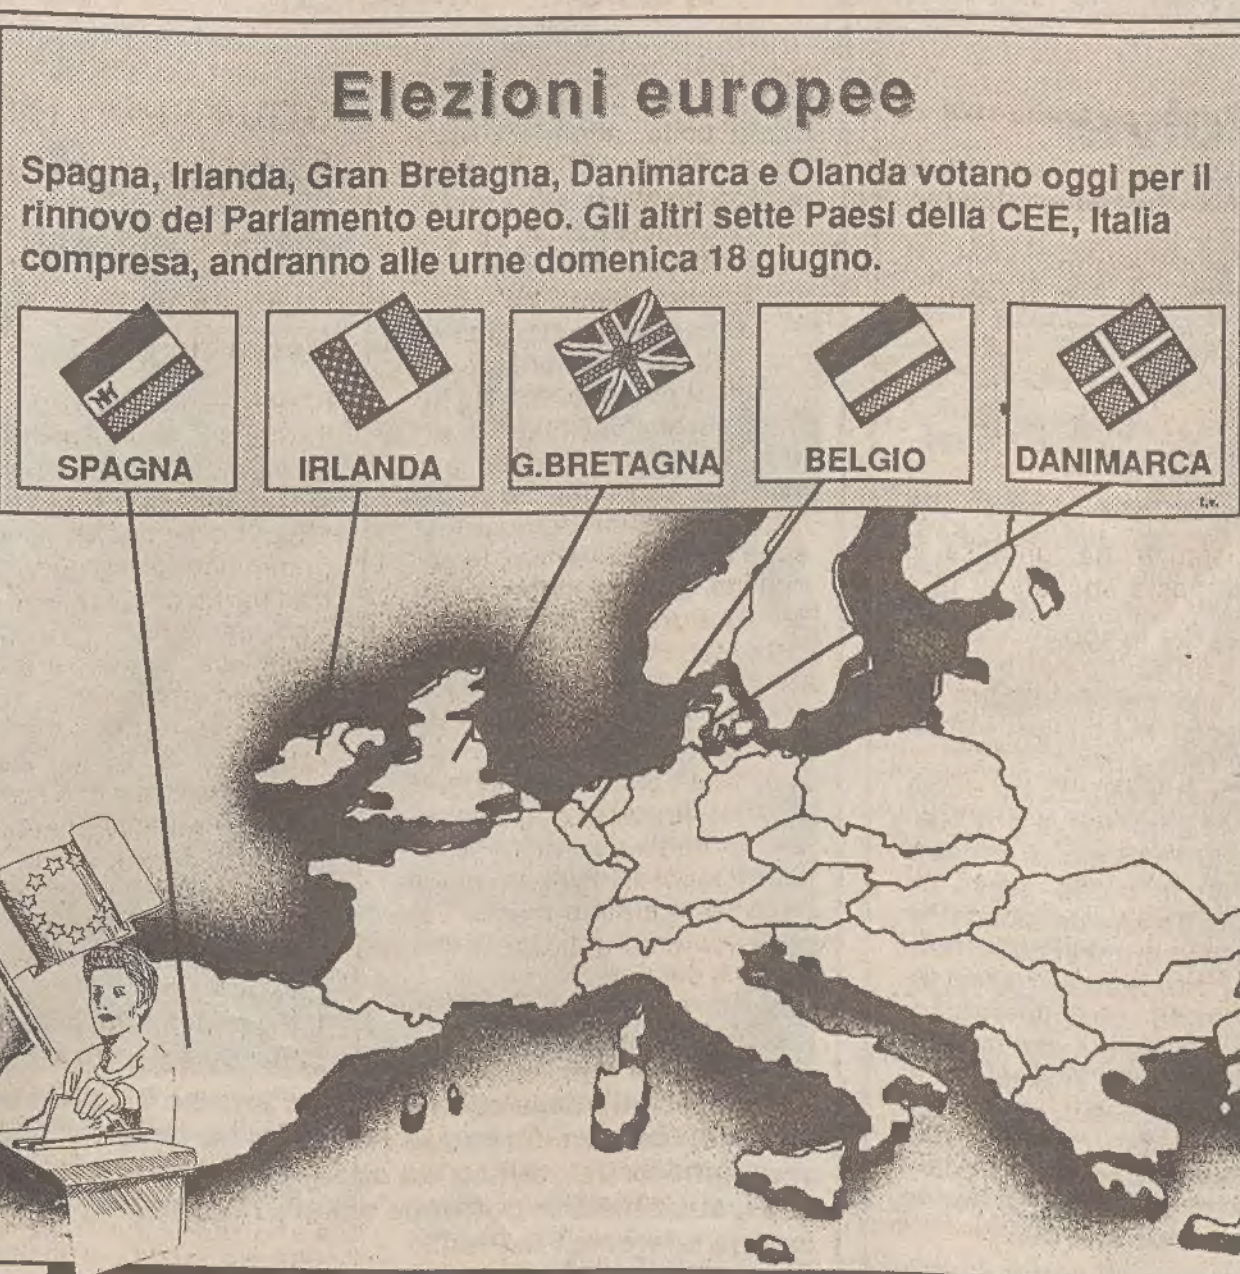 Elezioni europee
Spagna, Irlanda, Gran Bretagna, Danimarca e Olanda votano oggi per il
rinnovo del Parlamento europeo. Gli altri sette Paesi della CEE, Italia
compresa, andranno alle urne domenica 18 giugno.
SPAGNA
IRLANDA
G.BRETAGNA
BELGIO
DANIMARCA